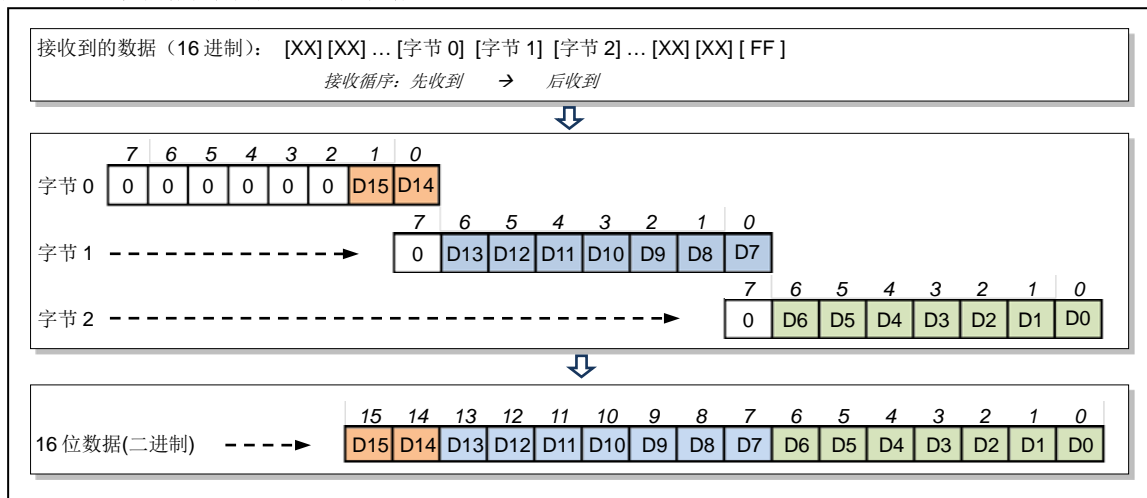 接收到的数据（16 进制）： [XX] [XX] … [字节 0] [字节 1] [字节 2] … [XX] [XX] [ FF ]
接收循序：先收到 → 后收到
7 6 5 4 3 2 1 0
字节 0 0 0 0 0 0 0 D15 D14
7 6 5 4 3 2 1 0
字节 1 0 D13 D12 D11 D10 D9 D8 D7
7 6 5 4 3 2 1 0
字节 2 0 D6 D5 D4 D3 D2 D1 D0
15 14 13 12 11 10 9 8 7 6 5 4 3 2 1 0
16 位数据(二进制) D15 D14 D13 D12 D11 D10 D9 D8 D7 D6 D5 D4 D3 D2 D1 D0